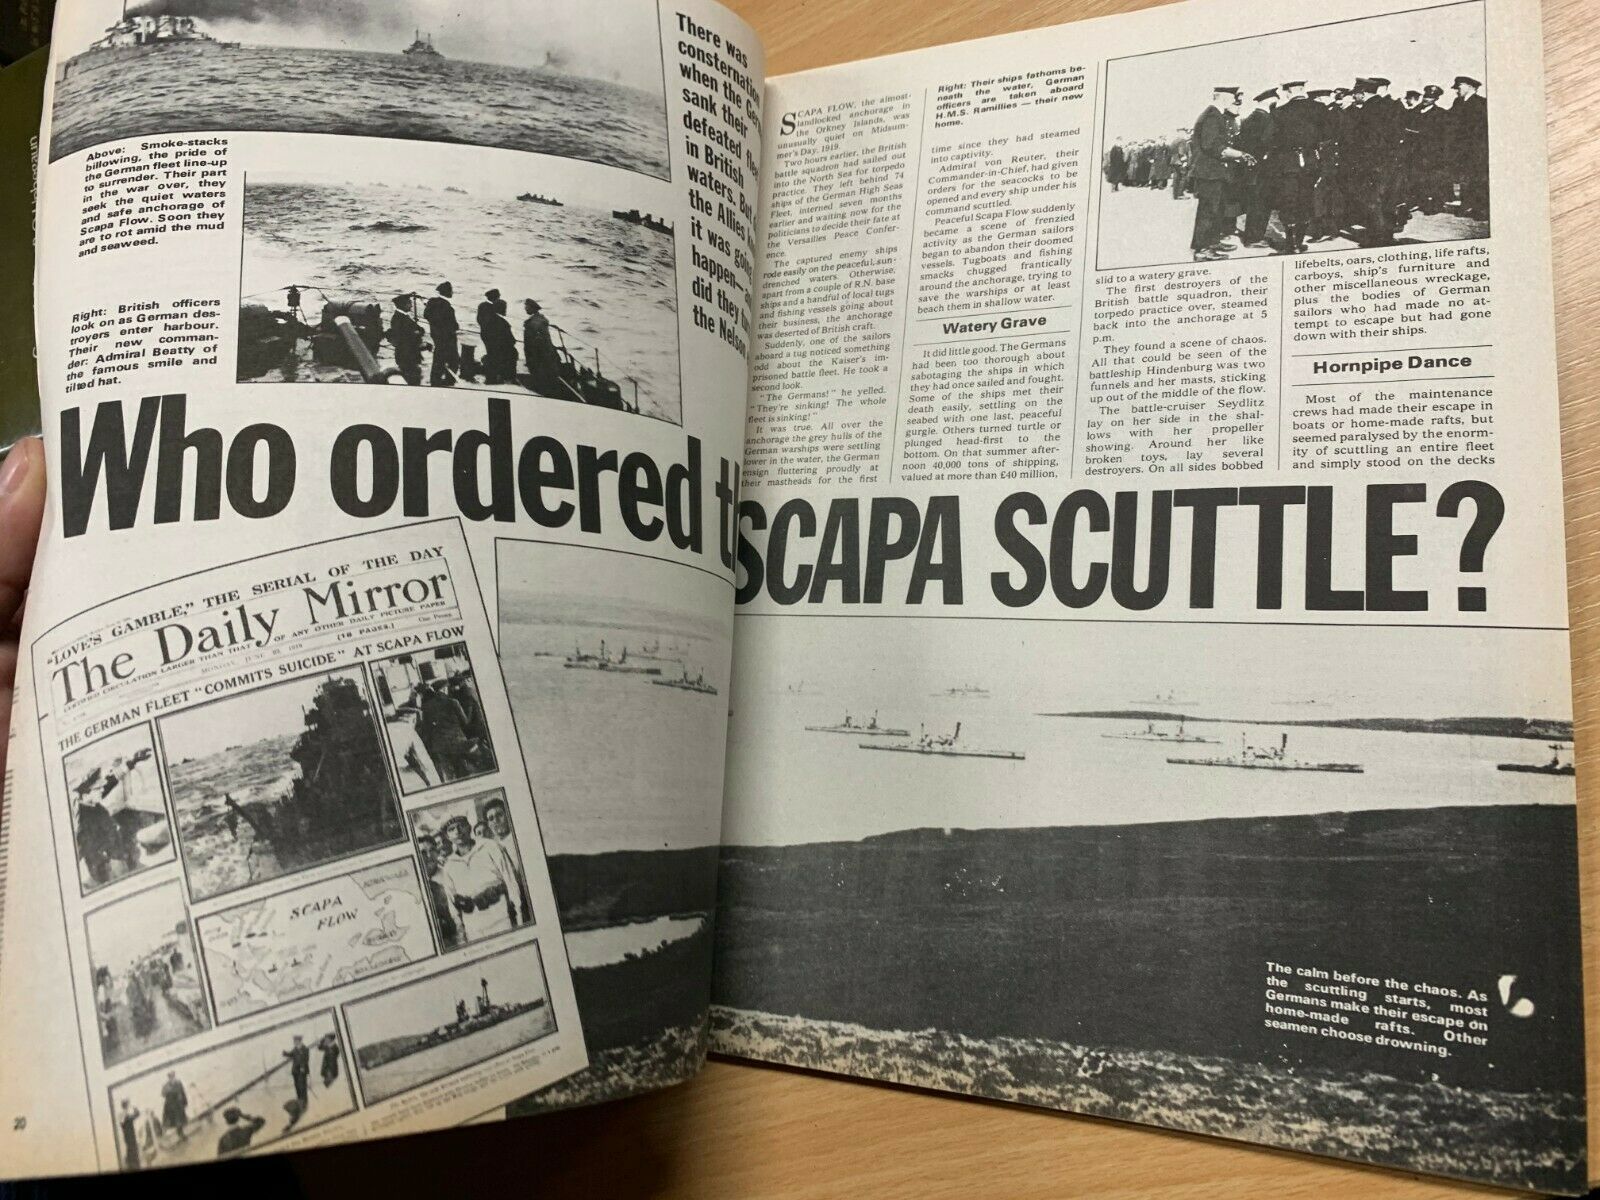 Above: Smoke-stacks
billowing, the pride of
the German fleet line-up
to surrender. Their part
in the war over, they
seek the quiet waters
and safe anchorage of
Scapa Flow. Soon they
are to rot amid the mud
and seaweed.
Right: British officers
look on as German des-
troyers enter harbour.
Their new comman-
der: Admiral Beatty of
the famous smile and
tilted hat.
There was
consternation
when the Ger
sank their
defeated flee
in British
waters. But
the Allies
it was going
happen—
did they
the Nelson
Who ordered t
SCAPA SCUTTLE?
"LOVE'S GAMBLE," THE SERIAL OF THE DAY
The Daily Mirror
CERTIFIED CIRCULATION LARGER THAN THAT OF ANY OTHER DAILY PICTURE PAPER
MONDAY, JUNE 1919
[16 PAGES.]
One Penny.
THE GERMAN FLEET "COMMITS SUICIDE" AT SCAPA FLOW
SCAPA
FLOW
20
SCAPA FLOW, the almost-
landlocked anchorage in
the Orkney Islands, was
unusually quiet on Midsum-
mer's Day, 1919.
Two hours earlier, the British
battle squadron had sailed out
into the North Sea for torpedo
practice. They left behind 74
ships of the German High Seas
Fleet, interned seven months
earlier and waiting now for the
politicians to decide their fate at
the Versailles Peace Confer-
ence.
The captured enemy ships
rode easily on the peaceful, sun-
drenched waters. Otherwise,
apart from a couple of R.N. base
ships and a handful of local tugs
and fishing vessels going about
their business, the anchorage
was deserted of British craft.
Suddenly, one of the sailors
aboard a tug noticed something
odd about the Kaiser's im-
prisoned battle fleet. He took a
second look.
"The Germans!" he yelled.
"They're sinking! The whole
fleet is sinking!"
It was true. All over the
anchorage the grey hulls of the
German warships were settling
lower in the water, the German
ensign fluttering proudly at
their mastheads for the first
Right: Their ships fathoms be-
neath the water, German
officers are taken aboard
H.M.S. Ramillies — their new
home.
time since they had steamed
into captivity.
Admiral von Reuter, their
Commander-in-Chief, had given
orders for the seacocks to be
opened and every ship under his
command scuttled.
Peaceful Scapa Flow suddenly
became a scene of frenzied
activity as the German sailors
began to abandon their doomed
vessels. Tugboats and fishing
smacks chugged frantically
around the anchorage, trying to
save the warships or at least
beach them in shallow water.
Watery Grave
It did little good. The Germans
had been too thorough about
sabotaging the ships in which
they had once sailed and fought.
Some of the ships met their
death easily, settling on the
seabed with one last, peaceful
gurgle. Others turned turtle or
plunged head-first to the
bottom. On that summer after-
noon 40,000 tons of shipping,
valued at more than £40 million,
slid to a watery grave.
The first destroyers of the
British battle squadron, their
torpedo practice over, steamed
back into the anchorage at 5
p.m.
They found a scene of chaos.
All that could be seen of the
battleship Hindenburg was two
funnels and her masts, sticking
up out of the middle of the flow.
The battle-cruiser Seydlitz
lay on her side in the shal-
lows with her propeller
showing. Around her like
broken toys, lay several
destroyers. On all sides bobbed
lifebelts, oars, clothing, life rafts,
carboys, ship's furniture and
other miscellaneous wreckage,
plus the bodies of German
sailors who had made no at-
tempt to escape but had gone
down with their ships.
Hornpipe Dance
Most of the maintenance
crews had made their escape in
boats or home-made rafts, but
seemed paralysed by the enorm-
ity of scuttling an entire fleet
and simply stood on the decks
The calm before the chaos. As
the scuttling starts, most
Germans make their escape on
home-made rafts. Other
seamen choose drowning.